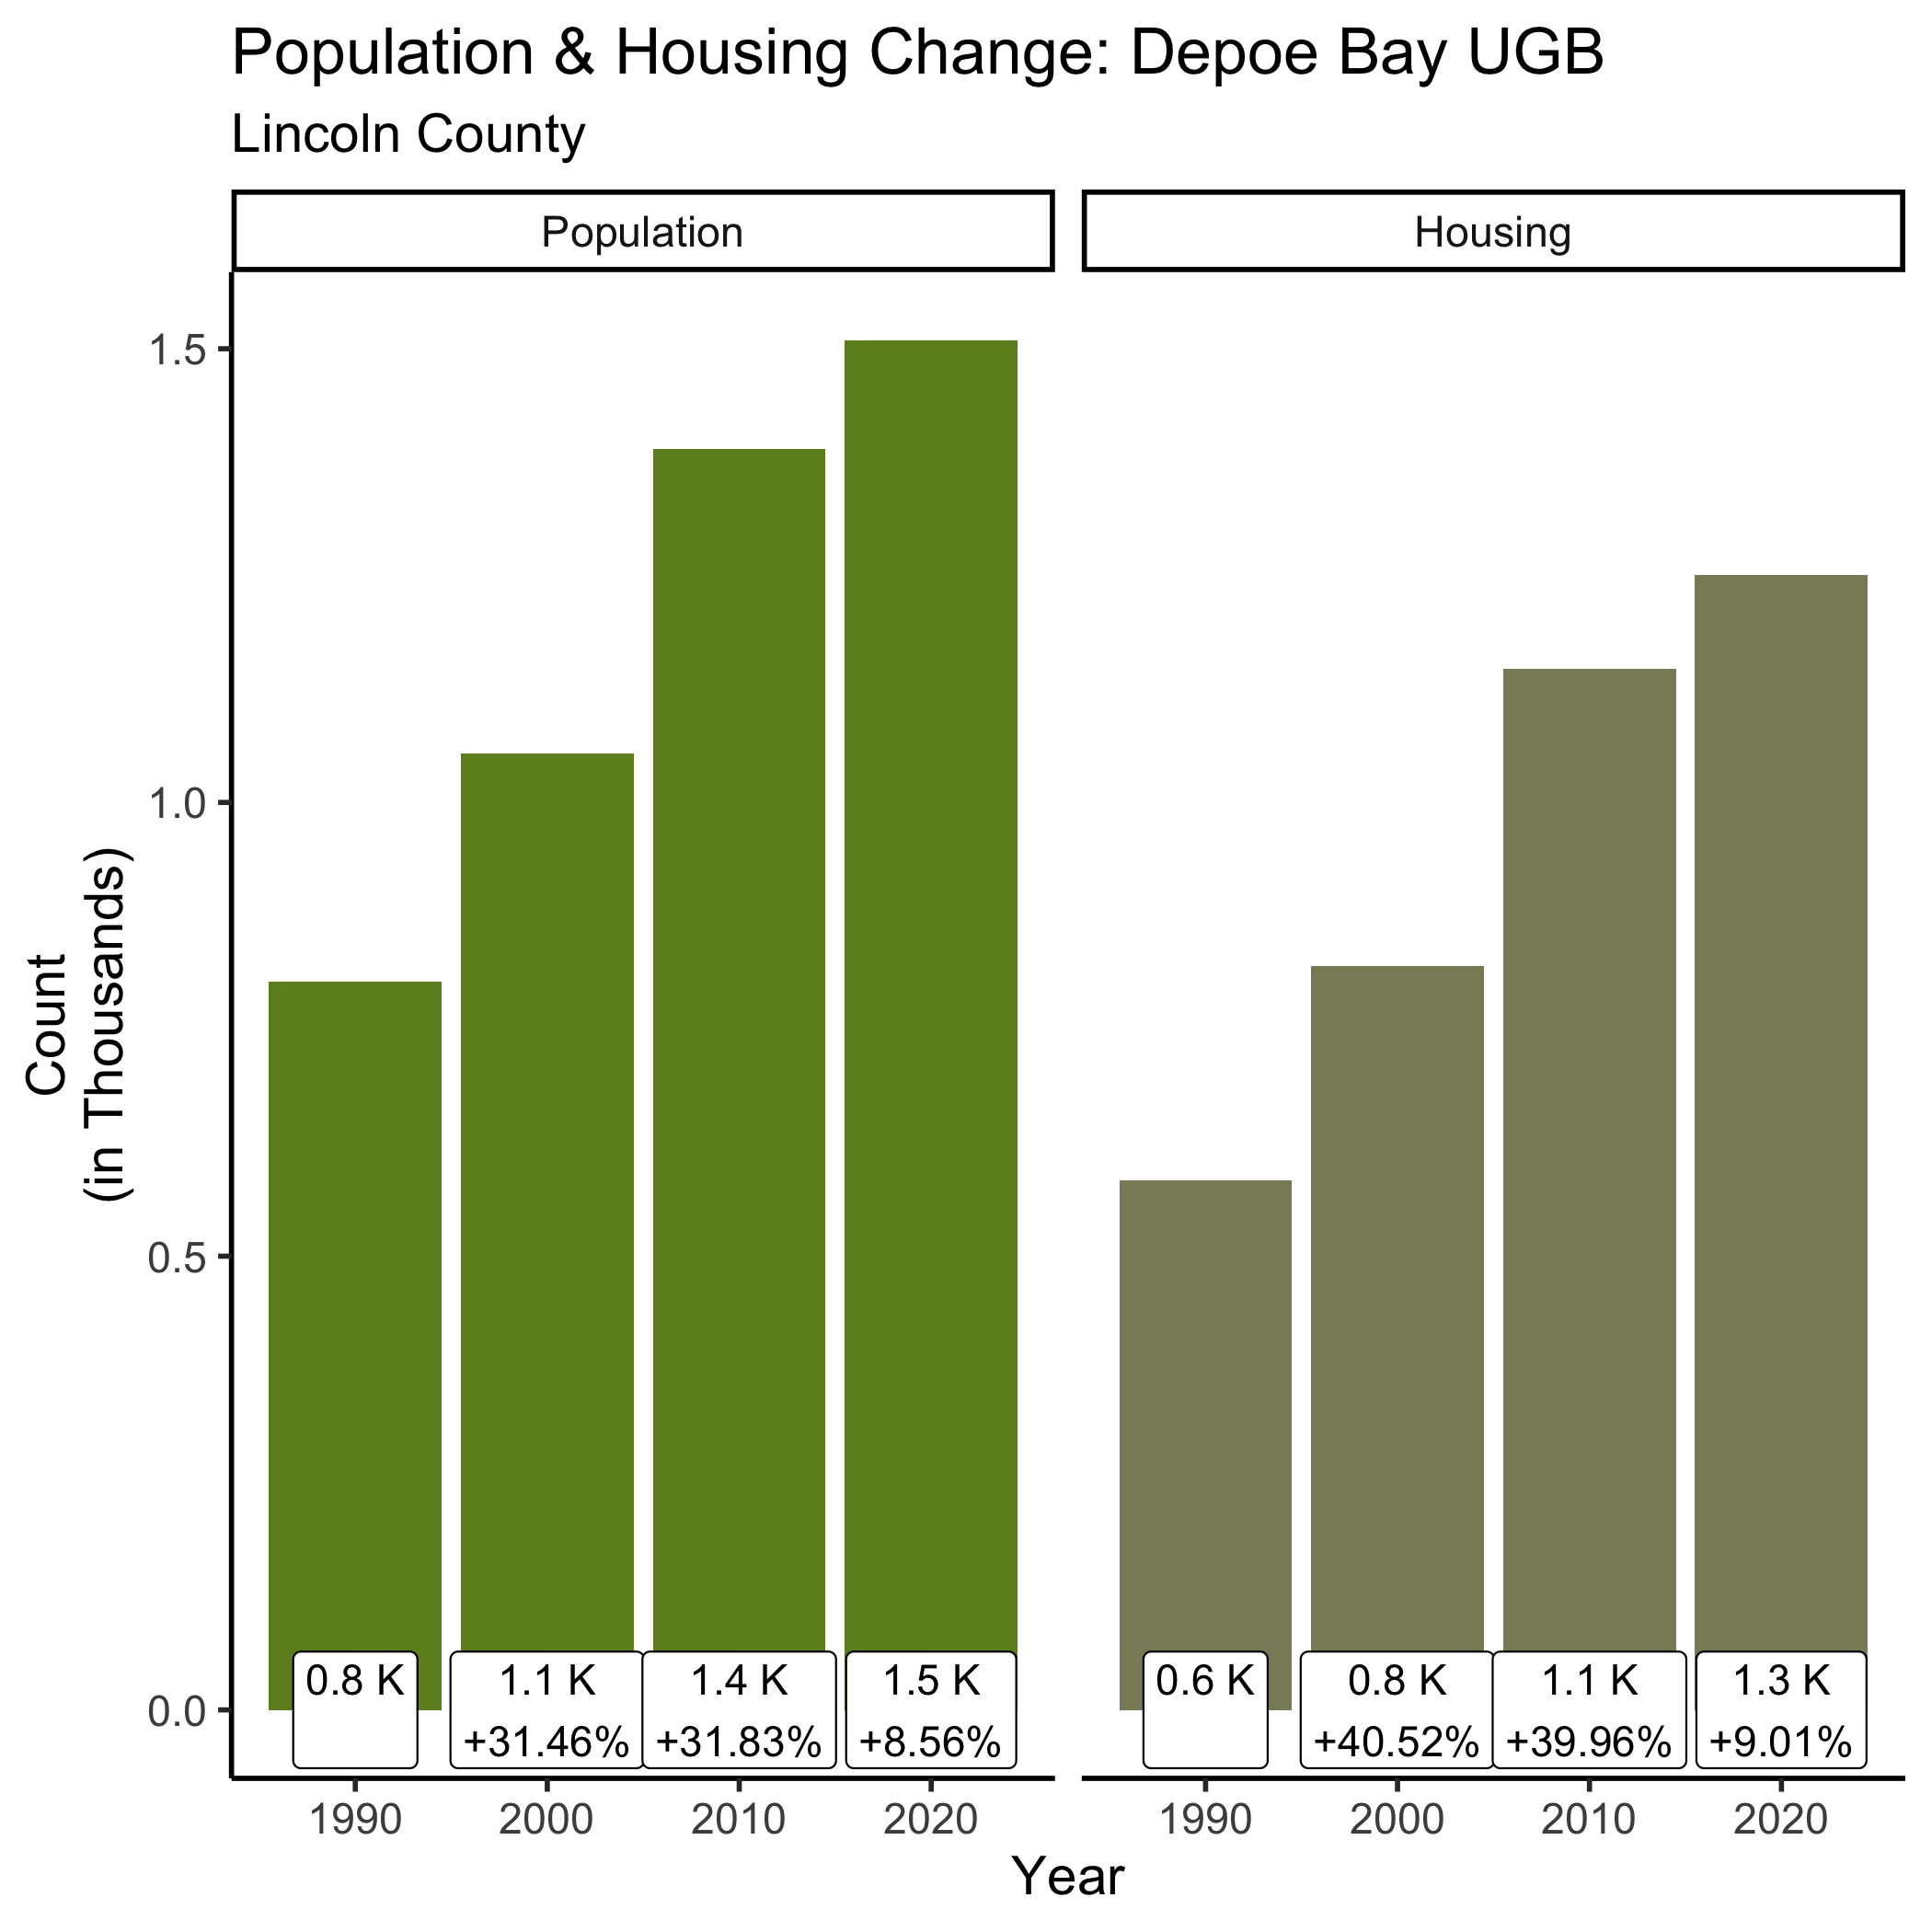 Population & Housing Change: Depoe Bay UGB
Lincoln County
Population
Housing
Count
(in Thousands)
1.5
1.0
0.5
0.0
0.8 K
1.1 K
+31.46%
1.4 K
+31.83%
1.5 K
+8.56%
0.6 K
0.8 K
+40.52%
1.1 K
+39.96%
1.3 K
+9.01%
1990
2000
2010
2020
1990
2000
2010
2020
Year